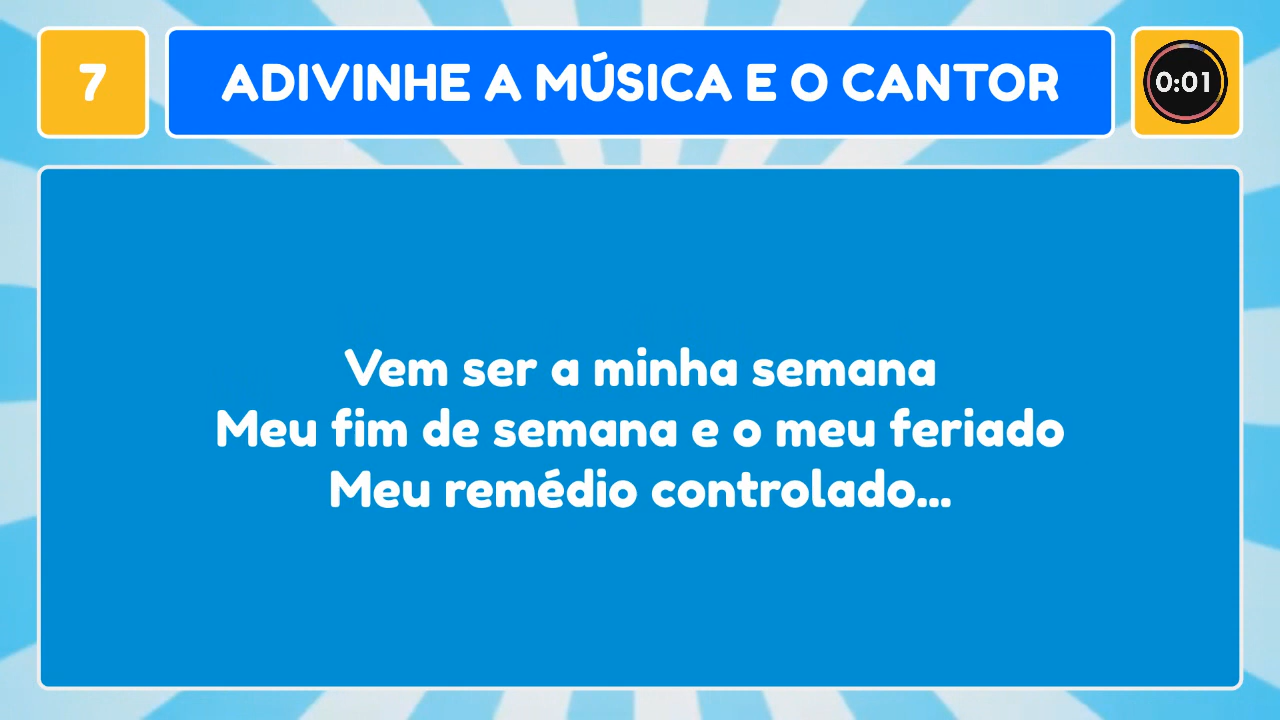 7
ADIVINHE A MÚSICA E O CANTOR
0:01
Vem ser a minha semana
Meu fim de semana e o meu feriado
Meu remédio controlado...